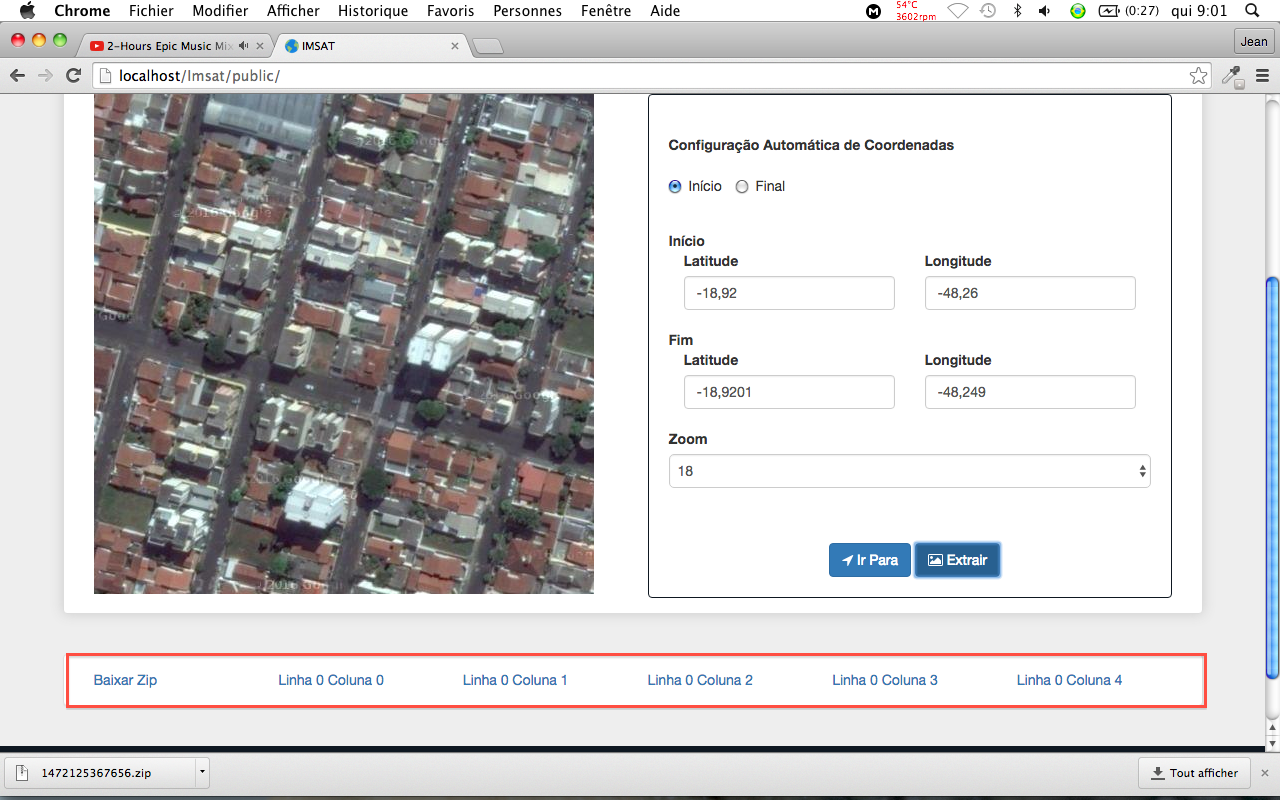 Chrome Fichier Modifier Afficher Historique Favoris Personnes Fenêtre Aide 54°C 3602rpm (0:27) qui 9:01
2-Hours Epic Music Mix IMSAT Jean
localhost/Imsat/public/
© 2016 Google
Configuração Automática de Coordenadas
Início Final
Início
Latitude Longitude
-18,92 -48,26
Fim
Latitude Longitude
-18,9201 -48,249
Zoom
18
Ir Para Extrair
Baixar Zip Linha 0 Coluna 0 Linha 0 Coluna 1 Linha 0 Coluna 2 Linha 0 Coluna 3 Linha 0 Coluna 4
1472125367656.zip Tout afficher